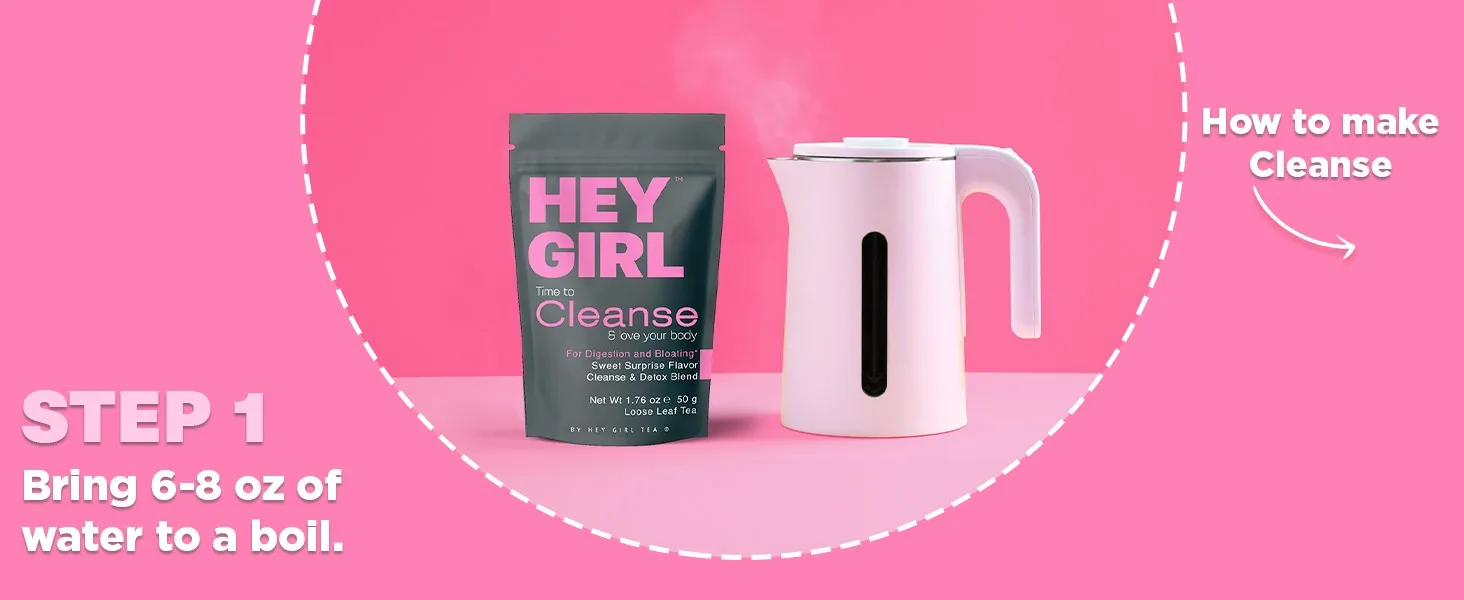 How to make
Cleanse
HEY™
GIRL
Time to
Cleanse
& love your body
For Digestion and Bloating*
Sweet Surprise Flavor
Cleanse & Detox Blend
Net Wt 1.76 oz ℮ 50 g
Loose Leaf Tea
BY HEY GIRL TEA ®
STEP 1
Bring 6-8 oz of
water to a boil.